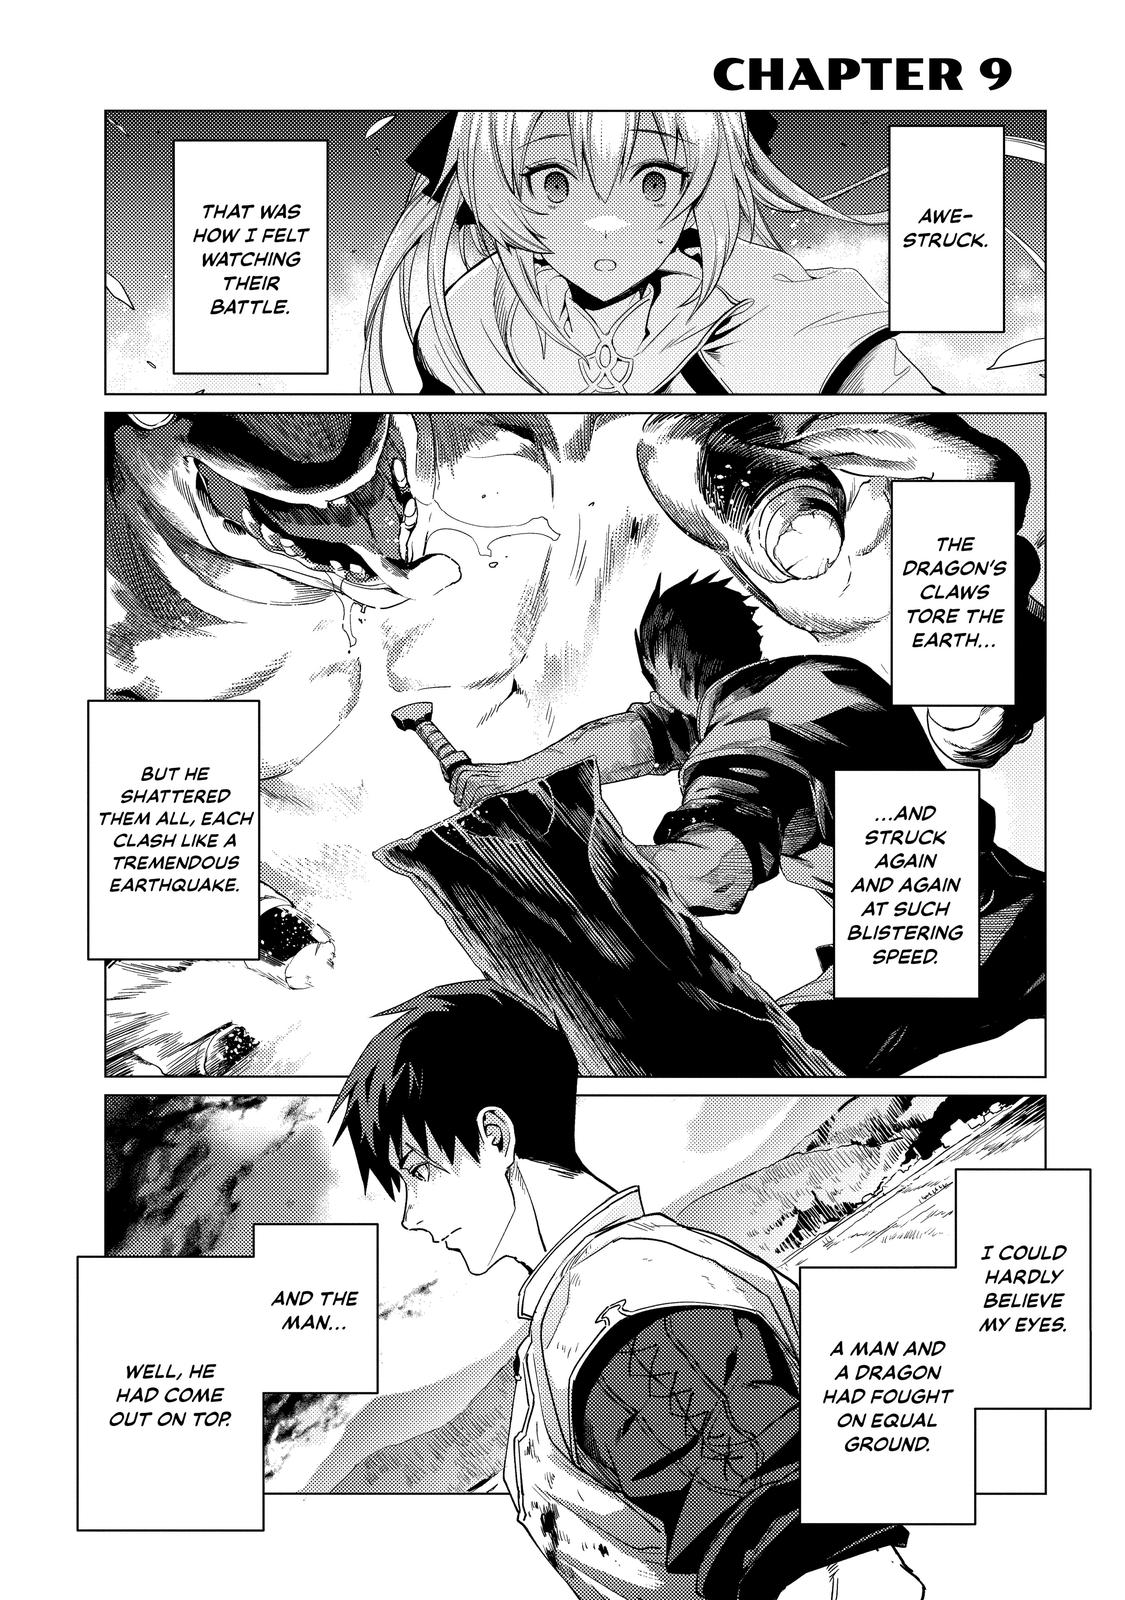 CHAPTER 9
AWE-
STRUCK.
THAT WAS
HOW I FELT
WATCHING
THEIR
BATTLE.
THE
DRAGON'S
CLAWS
TORE THE
EARTH...
...AND
STRUCK
AGAIN
AND AGAIN
AT SUCH
BLISTERING
SPEED.
BUT HE
SHATTERED
THEM ALL, EACH
CLASH LIKE A
TREMENDOUS
EARTHQUAKE.
I COULD
HARDLY
BELIEVE
MY EYES.
A MAN AND
A DRAGON
HAD FOUGHT
ON EQUAL
GROUND.
AND THE
MAN...
WELL, HE
HAD COME
OUT ON TOP.